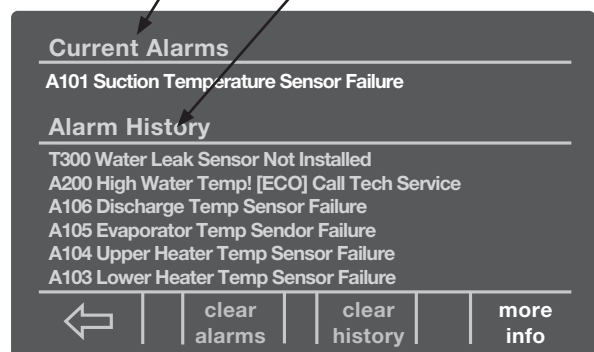 Current Alarms
A101 Suction Temperature Sensor Failure
Alarm History
T300 Water Leak Sensor Not Installed
A200 High Water Temp! [ECO] Call Tech Service
A106 Discharge Temp Sensor Failure
A105 Evaporator Temp Sendor Failure
A104 Upper Heater Temp Sensor Failure
A103 Lower Heater Temp Sensor Failure
clear alarms
clear history
more info